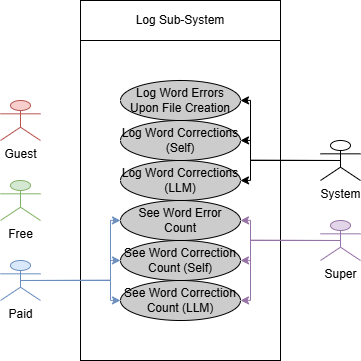 Log Sub-System
Log Word Errors
Upon File Creation
Log Word Corrections
(Self)
Log Word Corrections
(LLM)
See Word Error
Count
See Word Correction
Count (Self)
See Word Correction
Count (LLM)
Guest
Free
Paid
System
Super